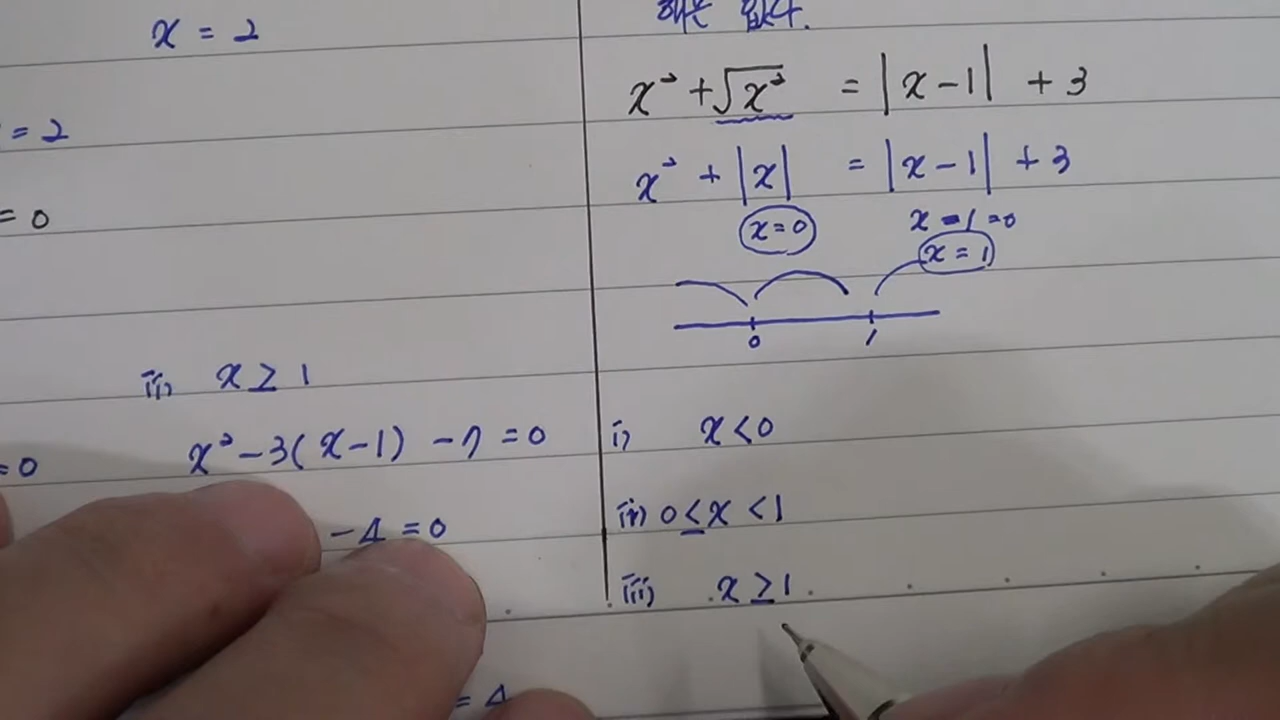 x = 2
= 2
= 0
ii) x ≥ 1
= 0
x² - 3(x - 1) - 7 = 0
- 4 = 0
= 4
x² + √x² = |x - 1| + 3
x² + |x| = |x - 1| + 3
x = 0
x - 1 = 0
x = 1
0 1
i) x < 0
ii) 0 ≤ x < 1
iii) x ≥ 1